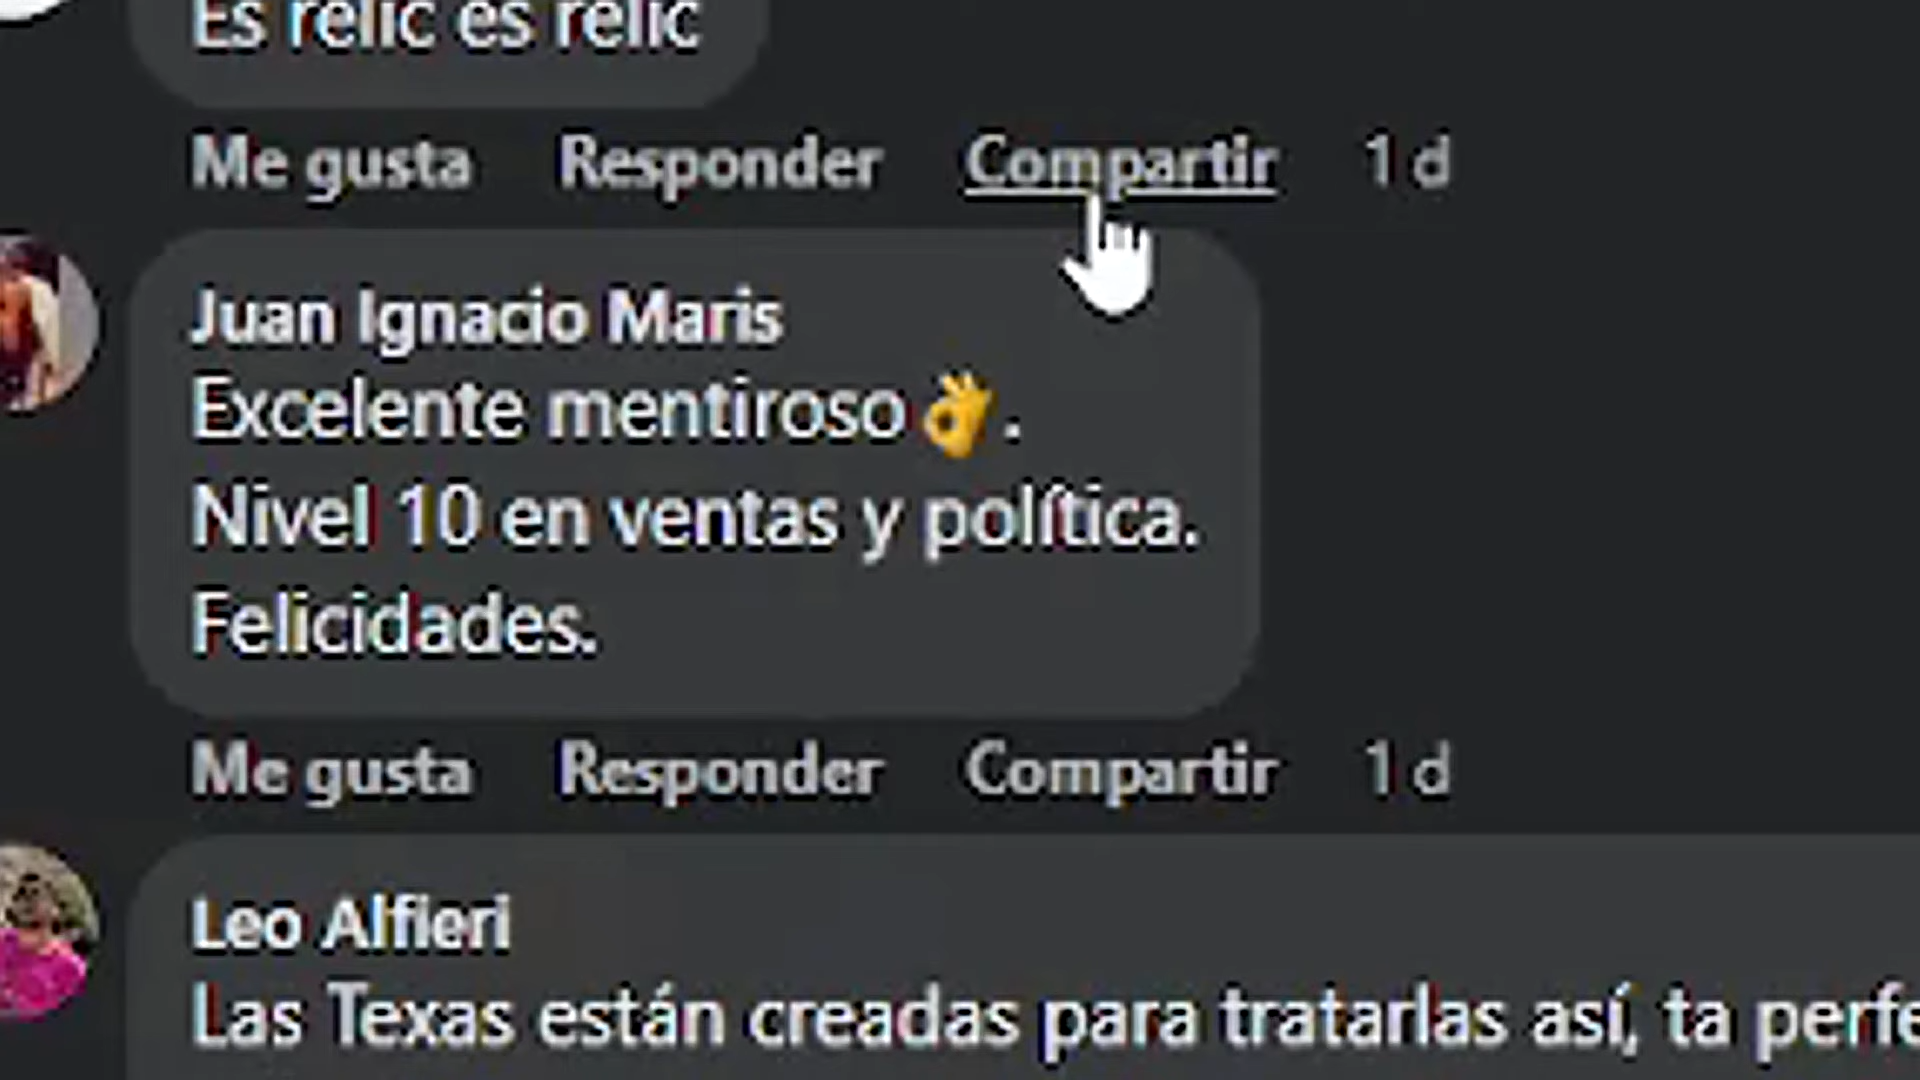 Es relic es relic
Me gusta Responder Compartir 1 d
Juan Ignacio Maris
Excelente mentiroso👌.
Nivel 10 en ventas y política.
Felicidades.
Me gusta Responder Compartir 1 d
Leo Alfieri
Las Texas están creadas para tratarlas así, ta perfe